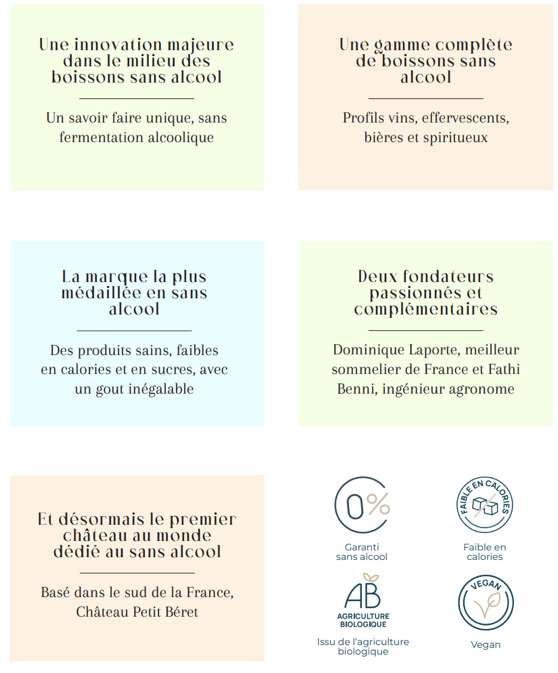 Une innovation majeure
dans le milieu des
boissons sans alcool
Un savoir faire unique, sans
fermentation alcoolique
Une gamme complète
de boissons sans
alcool
Profils vins, effervescents,
bières et spiritueux
La marque la plus
médaillée en sans
alcool
Des produits sains, faibles
en calories et en sucres, avec
un gout inégalable
Deux fondateurs
passionnés et
complémentaires
Dominique Laporte, meilleur
sommelier de France et Fathi
Benni, ingénieur agronome
Et désormais le premier
château au monde
dédié au sans alcool
Basé dans le sud de la France,
Château Petit Béret
0%
Garanti
sans alcool
FAIBLE EN CALORIES
Faible en
calories
AB
AGRICULTURE
BIOLOGIQUE
Issu de l'agriculture
biologique
VEGAN
Vegan